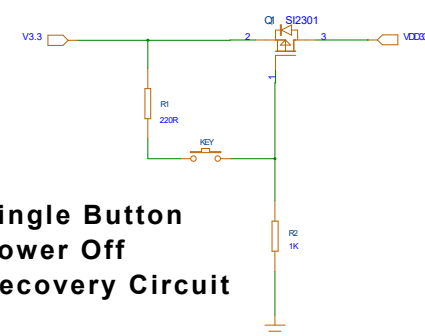 Q1 SI2301
V3.3 2 3
1
R1
220R
KEY
R2
1K
ingle Button
ower Off
ecovery Circuit